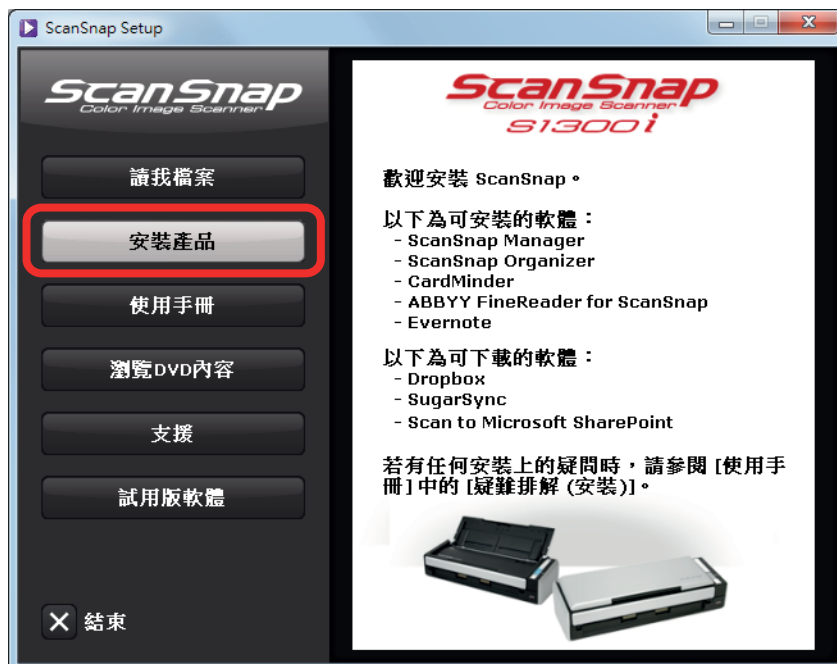 ScanSnap Setup
ScanSnap
Color Image Scanner
讀我檔案
安裝產品
使用手冊
瀏覽DVD內容
支援
試用版軟體
結束
ScanSnap
Color Image Scanner
S1300i
歡迎安裝 ScanSnap。
以下為可安裝的軟體：
- ScanSnap Manager
- ScanSnap Organizer
- CardMinder
- ABBYY FineReader for ScanSnap
- Evernote
以下為可下載的軟體：
- Dropbox
- SugarSync
- Scan to Microsoft SharePoint
若有任何安裝上的疑問時，請參閱 [使用手
冊] 中的 [疑難排解 (安裝)]。